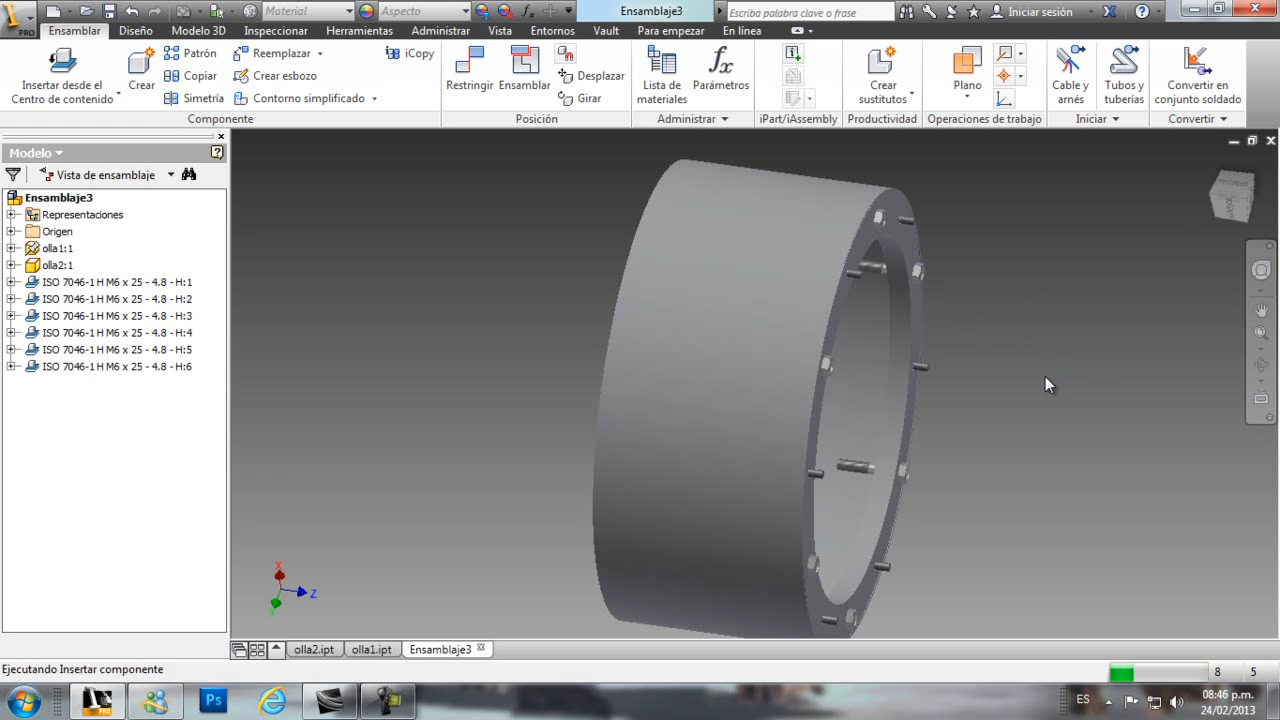 PRO
Material
Aspecto
fx
Ensamblaje3
Escriba palabra clave o frase
Iniciar sesión
Ensamblar Diseño Modelo 3D Inspeccionar Herramientas Administrar Vista Entornos Vault Para empezar En línea
Insertar desde el
Centro de contenido
Crear
Patrón
Copiar
Simetría
Reemplazar
Crear esbozo
Contorno simplificado
iCopy
Restringir
Ensamblar
Desplazar
Girar
Lista de
materiales
fx
Parámetros
Crear
sustitutos
Plano
Cable y
arnés
Tubos y
tuberías
Convertir en
conjunto soldado
Componente Posición Administrar iPart/iAssembly Productividad Operaciones de trabajo Iniciar Convertir
Modelo
Vista de ensamblaje
Ensamblaje3
Representaciones
Origen
olla1:1
olla2:1
ISO 7046-1 H M6 x 25 - 4.8 - H:1
ISO 7046-1 H M6 x 25 - 4.8 - H:2
ISO 7046-1 H M6 x 25 - 4.8 - H:3
ISO 7046-1 H M6 x 25 - 4.8 - H:4
ISO 7046-1 H M6 x 25 - 4.8 - H:5
ISO 7046-1 H M6 x 25 - 4.8 - H:6
X
Z
olla2.ipt olla1.ipt Ensamblaje3
Ejecutando Insertar componente
8 5
PRO
Ps
ES
08:46 p.m.
24/02/2013